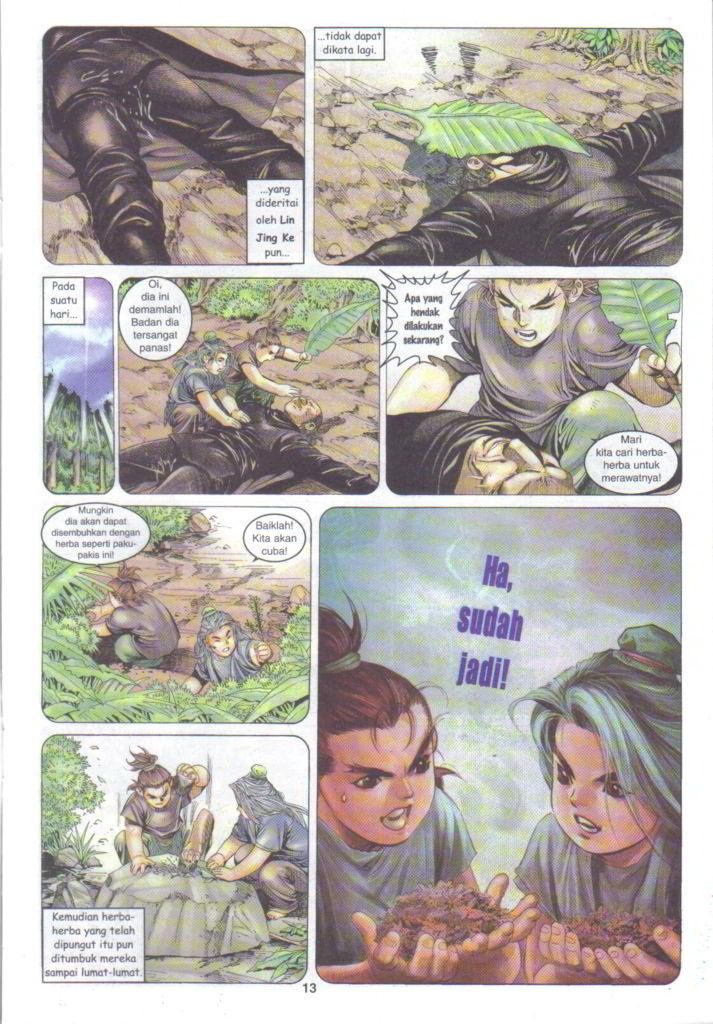 ...yang
dideritai
oleh Lin
Jing Ke
pun...
...tidak dapat
dikata lagi.
Pada
suatu
hari...
Oi,
dia ini
demamlah!
Badan dia
tersangat
panas!
Apa yang
hendak
dilakukan
sekarang?
Mari
kita cari herba-
herba untuk
merawatnya!
Mungkin
dia akan dapat
disembuhkan dengan
herba seperti paku-
pakis ini!
Baiklah!
Kita akan
cuba!
Ha,
sudah
jadi!
Kemudian herba-
herba yang telah
dipungut itu pun
ditumbuk mereka
sampai lumat-lumat.
13